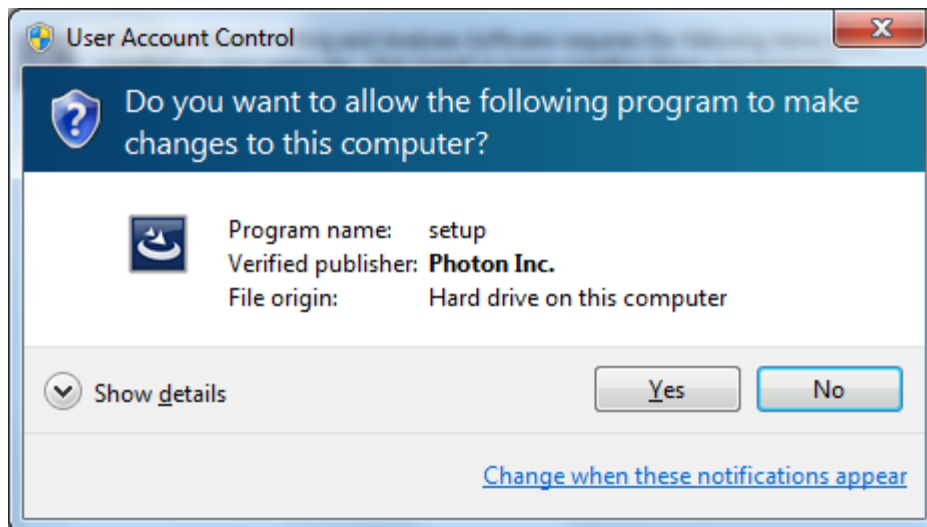 User Account Control
Do you want to allow the following program to make
changes to this computer?
Program name: setup
Verified publisher: Photon Inc.
File origin: Hard drive on this computer
Show details
Yes
No
Change when these notifications appear